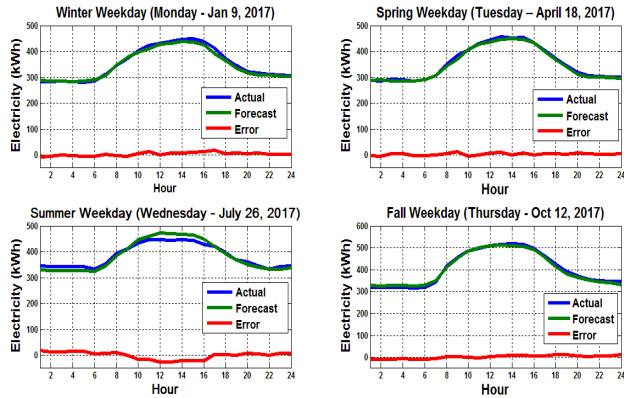 Winter Weekday (Monday - Jan 9, 2017)
Electricity (kWh)
500
400
300
200
100
0
Actual
Forecast
Error
2 4 6 8 10 12 14 16 18 20 22 24
Hour
Spring Weekday (Tuesday – April 18, 2017)
Electricity (kWh)
500
400
300
200
100
0
Actual
Forecast
Error
2 4 6 8 10 12 14 16 18 20 22 24
Hour
Summer Weekday (Wednesday - July 26, 2017)
Electricity (kWh)
500
400
300
200
100
0
Actual
Forecast
Error
2 4 6 8 10 12 14 16 18 20 22 24
Hour
Fall Weekday (Thursday - Oct 12, 2017)
Electricity (kWh)
600
500
400
300
200
100
0
Actual
Forecast
Error
2 4 6 8 10 12 14 16 18 20 22 24
Hour